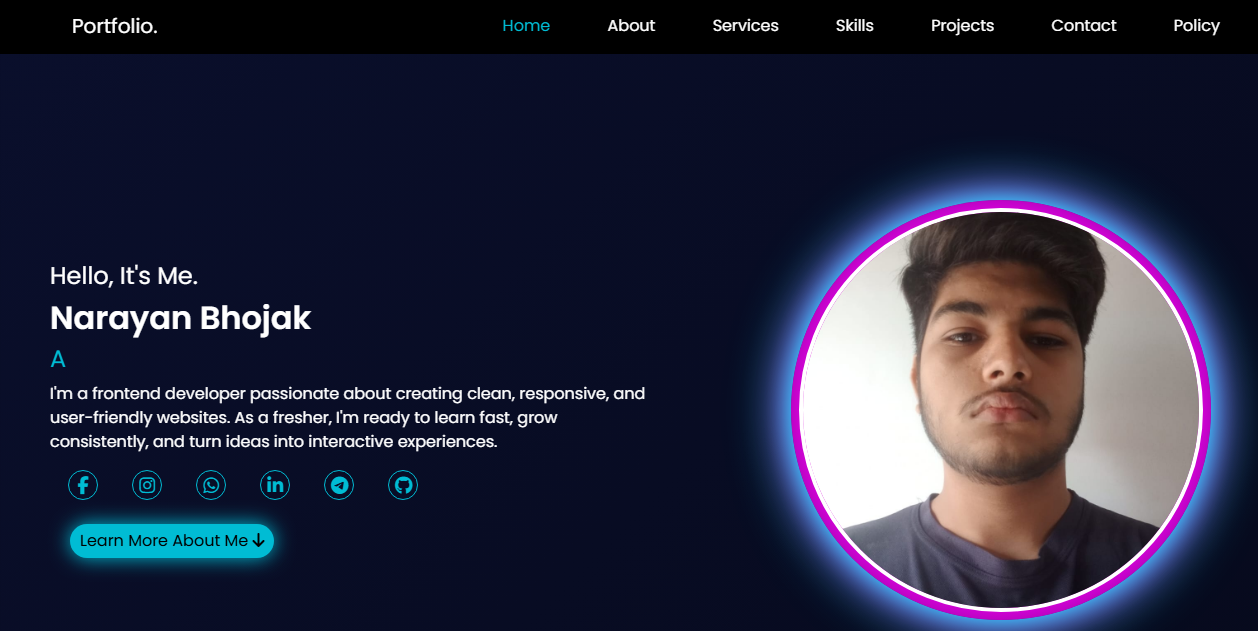 Portfolio.
Home About Services Skills Projects Contact Policy
Hello, It's Me.
Narayan Bhojak
A
I'm a frontend developer passionate about creating clean, responsive, and
user-friendly websites. As a fresher, I'm ready to learn fast, grow
consistently, and turn ideas into interactive experiences.
Learn More About Me